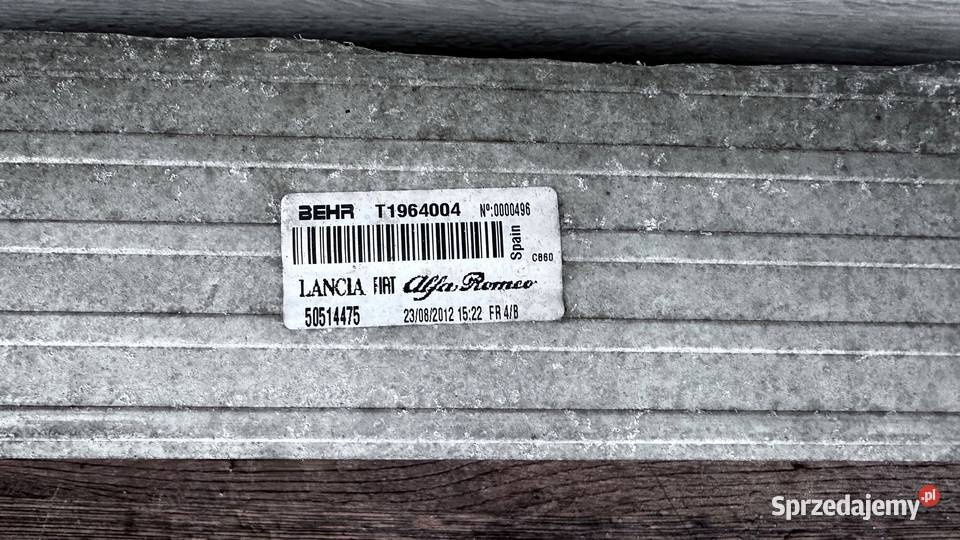 BEHR T1964004 Nº:0000496
Spain
CB60
LANCIA FIAT Alfa Romeo
50514475 23/08/2012 15:22 FR 4/B
Sprzedajemy.pl